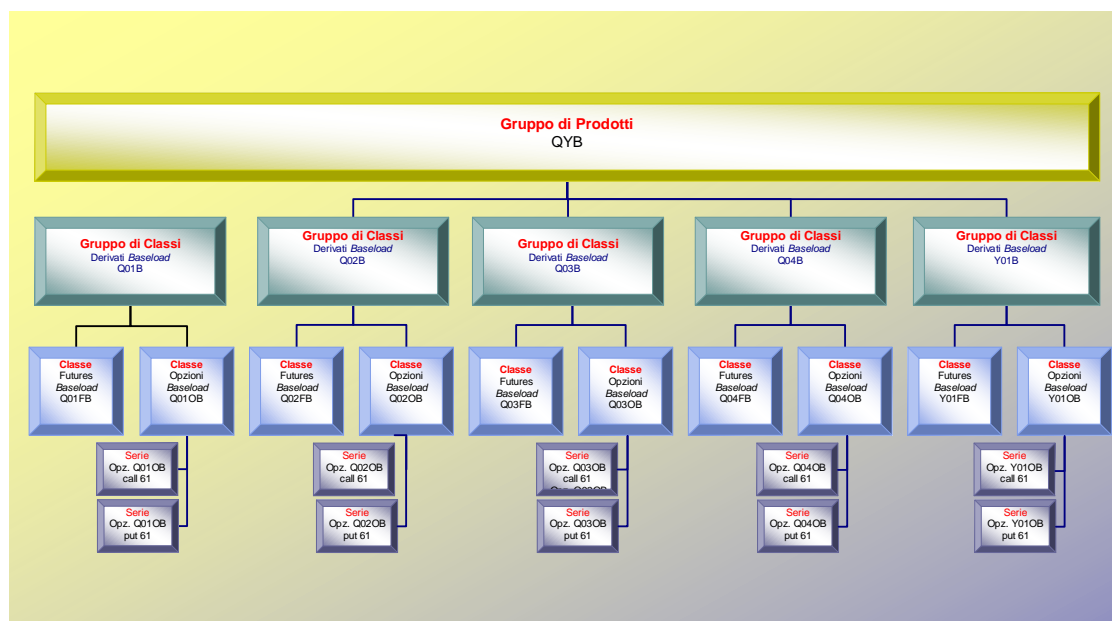 Gruppo di Prodotti
QYB
Gruppo di Classi
Derivati Baseload
Q01B
Gruppo di Classi
Derivati Baseload
Q02B
Gruppo di Classi
Derivati Baseload
Q03B
Gruppo di Classi
Derivati Baseload
Q04B
Gruppo di Classi
Derivati Baseload
Y01B
Classe
Futures
Baseload
Q01FB
Classe
Opzioni
Baseload
Q01OB
Classe
Futures
Baseload
Q02FB
Classe
Opzioni
Baseload
Q02OB
Classe
Futures
Baseload
Q03FB
Classe
Opzioni
Baseload
Q03OB
Classe
Futures
Baseload
Q04FB
Classe
Opzioni
Baseload
Q04OB
Classe
Futures
Baseload
Y01FB
Classe
Opzioni
Baseload
Y01OB
Serie
Opz. Q01OB
call 61
Serie
Opz. Q02OB
call 61
Serie
Opz. Q03OB
call 61
Serie
Opz. Q04OB
call 61
Serie
Opz. Y01OB
call 61
Serie
Opz. Q01OB
put 61
Serie
Opz. Q02OB
put 61
Serie
Opz. Q03OB
put 61
Serie
Opz. Q04OB
put 61
Serie
Opz. Y01OB
put 61